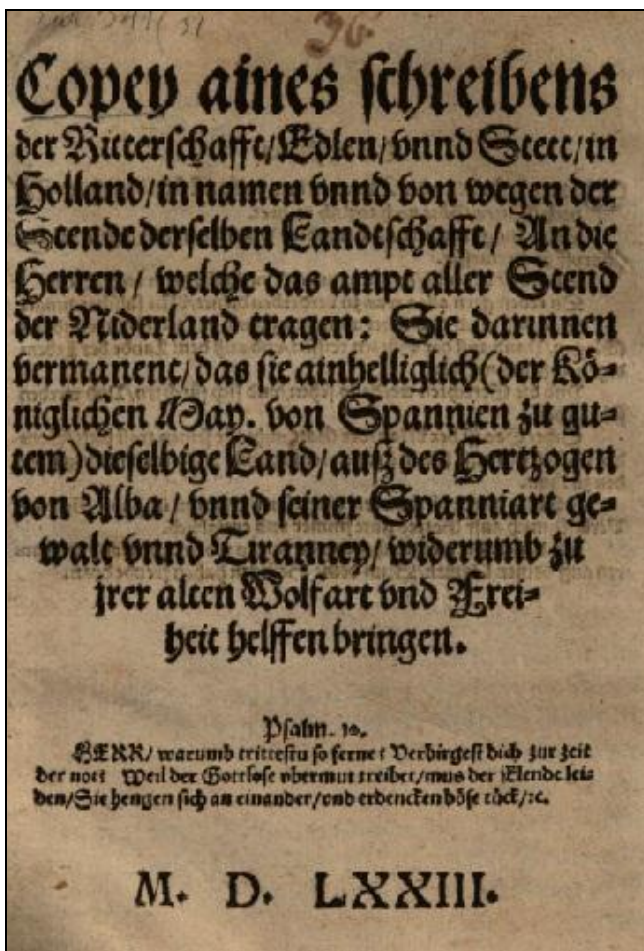 36
Copey aines schreibens
der Ritterschafft/Edlen/vnnd Stett/in
Holland/in namen vnnd von wegen der
Stende derselben Landtschafft/ An die
Herren/ welche das ampt aller Stend
der Niderland tragen: Sie darinnen
vermanent/das sie ainhelliglich(der Kö⸗
niglichen May. von Spannien zu gu⸗
tem)dieselbige Land/auß des Hertzogen
von Alba/ vnnd seiner Spanniart ge⸗
walt vnnd Tiranney/widerumb zu
jrer alten Wolfart vnd Frei⸗
heit helffen bringen.
Psalm. 10.
HERR/ warumb trittestu so ferne? Verbirgest dich zur zeit
der not? Weil der Gottlose vbermut treibet/mus der Elende lei⸗
den/Sie hengen sich an einander/vnd erdencken böse tück/ꝛc.
M. D. LXXIII.